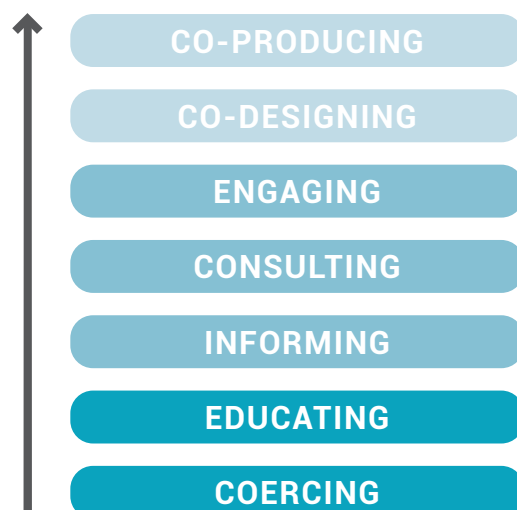 CO-PRODUCING
CO-DESIGNING
ENGAGING
CONSULTING
INFORMING
EDUCATING
COERCING